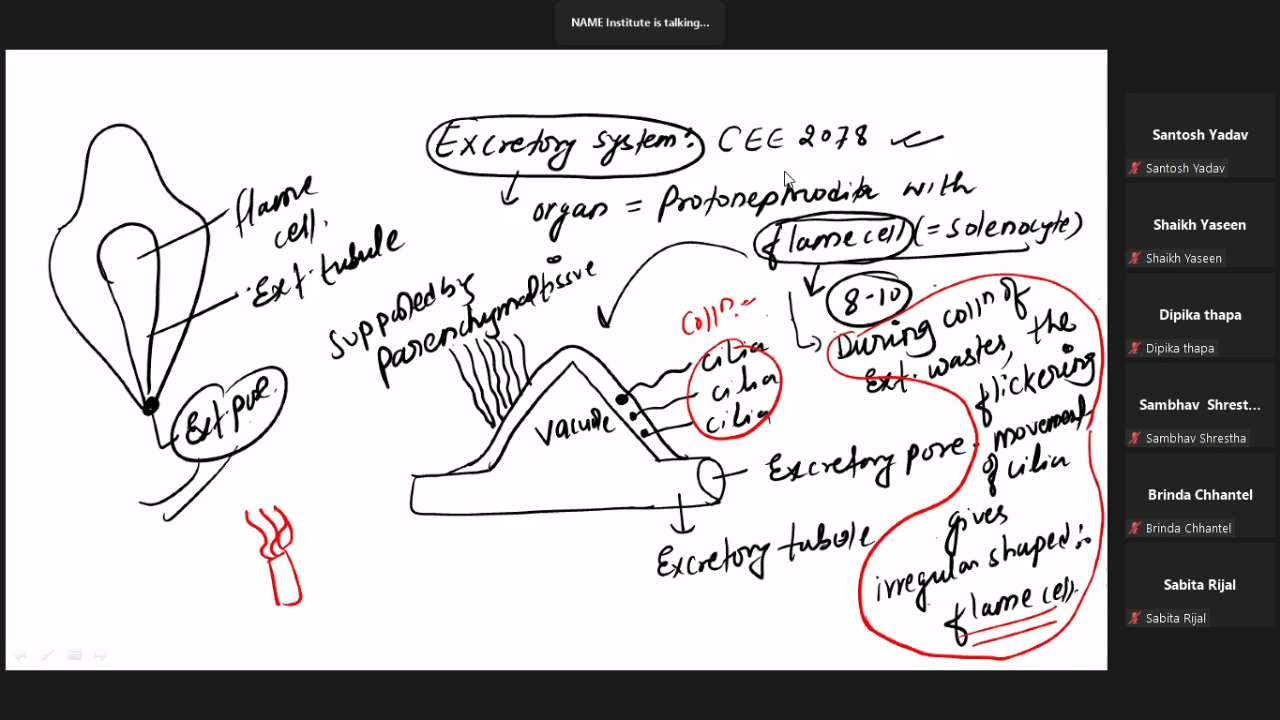 NAME Institute is talking...
Excretory system: CEE 2078
organ = Protonephrodita with
flame cell (= solenocyte)
8-10
flame
cell.
Ext. tubule
Ext. pore.
Supported by
parenchymal tissue
Colln.
cilia
cilia
cilia
vacuole
Excretory pore
Excretory tubule
During colln of
Ext. wastes, the
flickering
movement
of cilia
gives
irregular shaped:
flame cell.
Santosh Yadav
Santosh Yadav
Shaikh Yaseen
Shaikh Yaseen
Dipika thapa
Dipika thapa
Sambhav Shrest...
Sambhav Shrestha
Brinda Chhantel
Brinda Chhantel
Sabita Rijal
Sabita Rijal